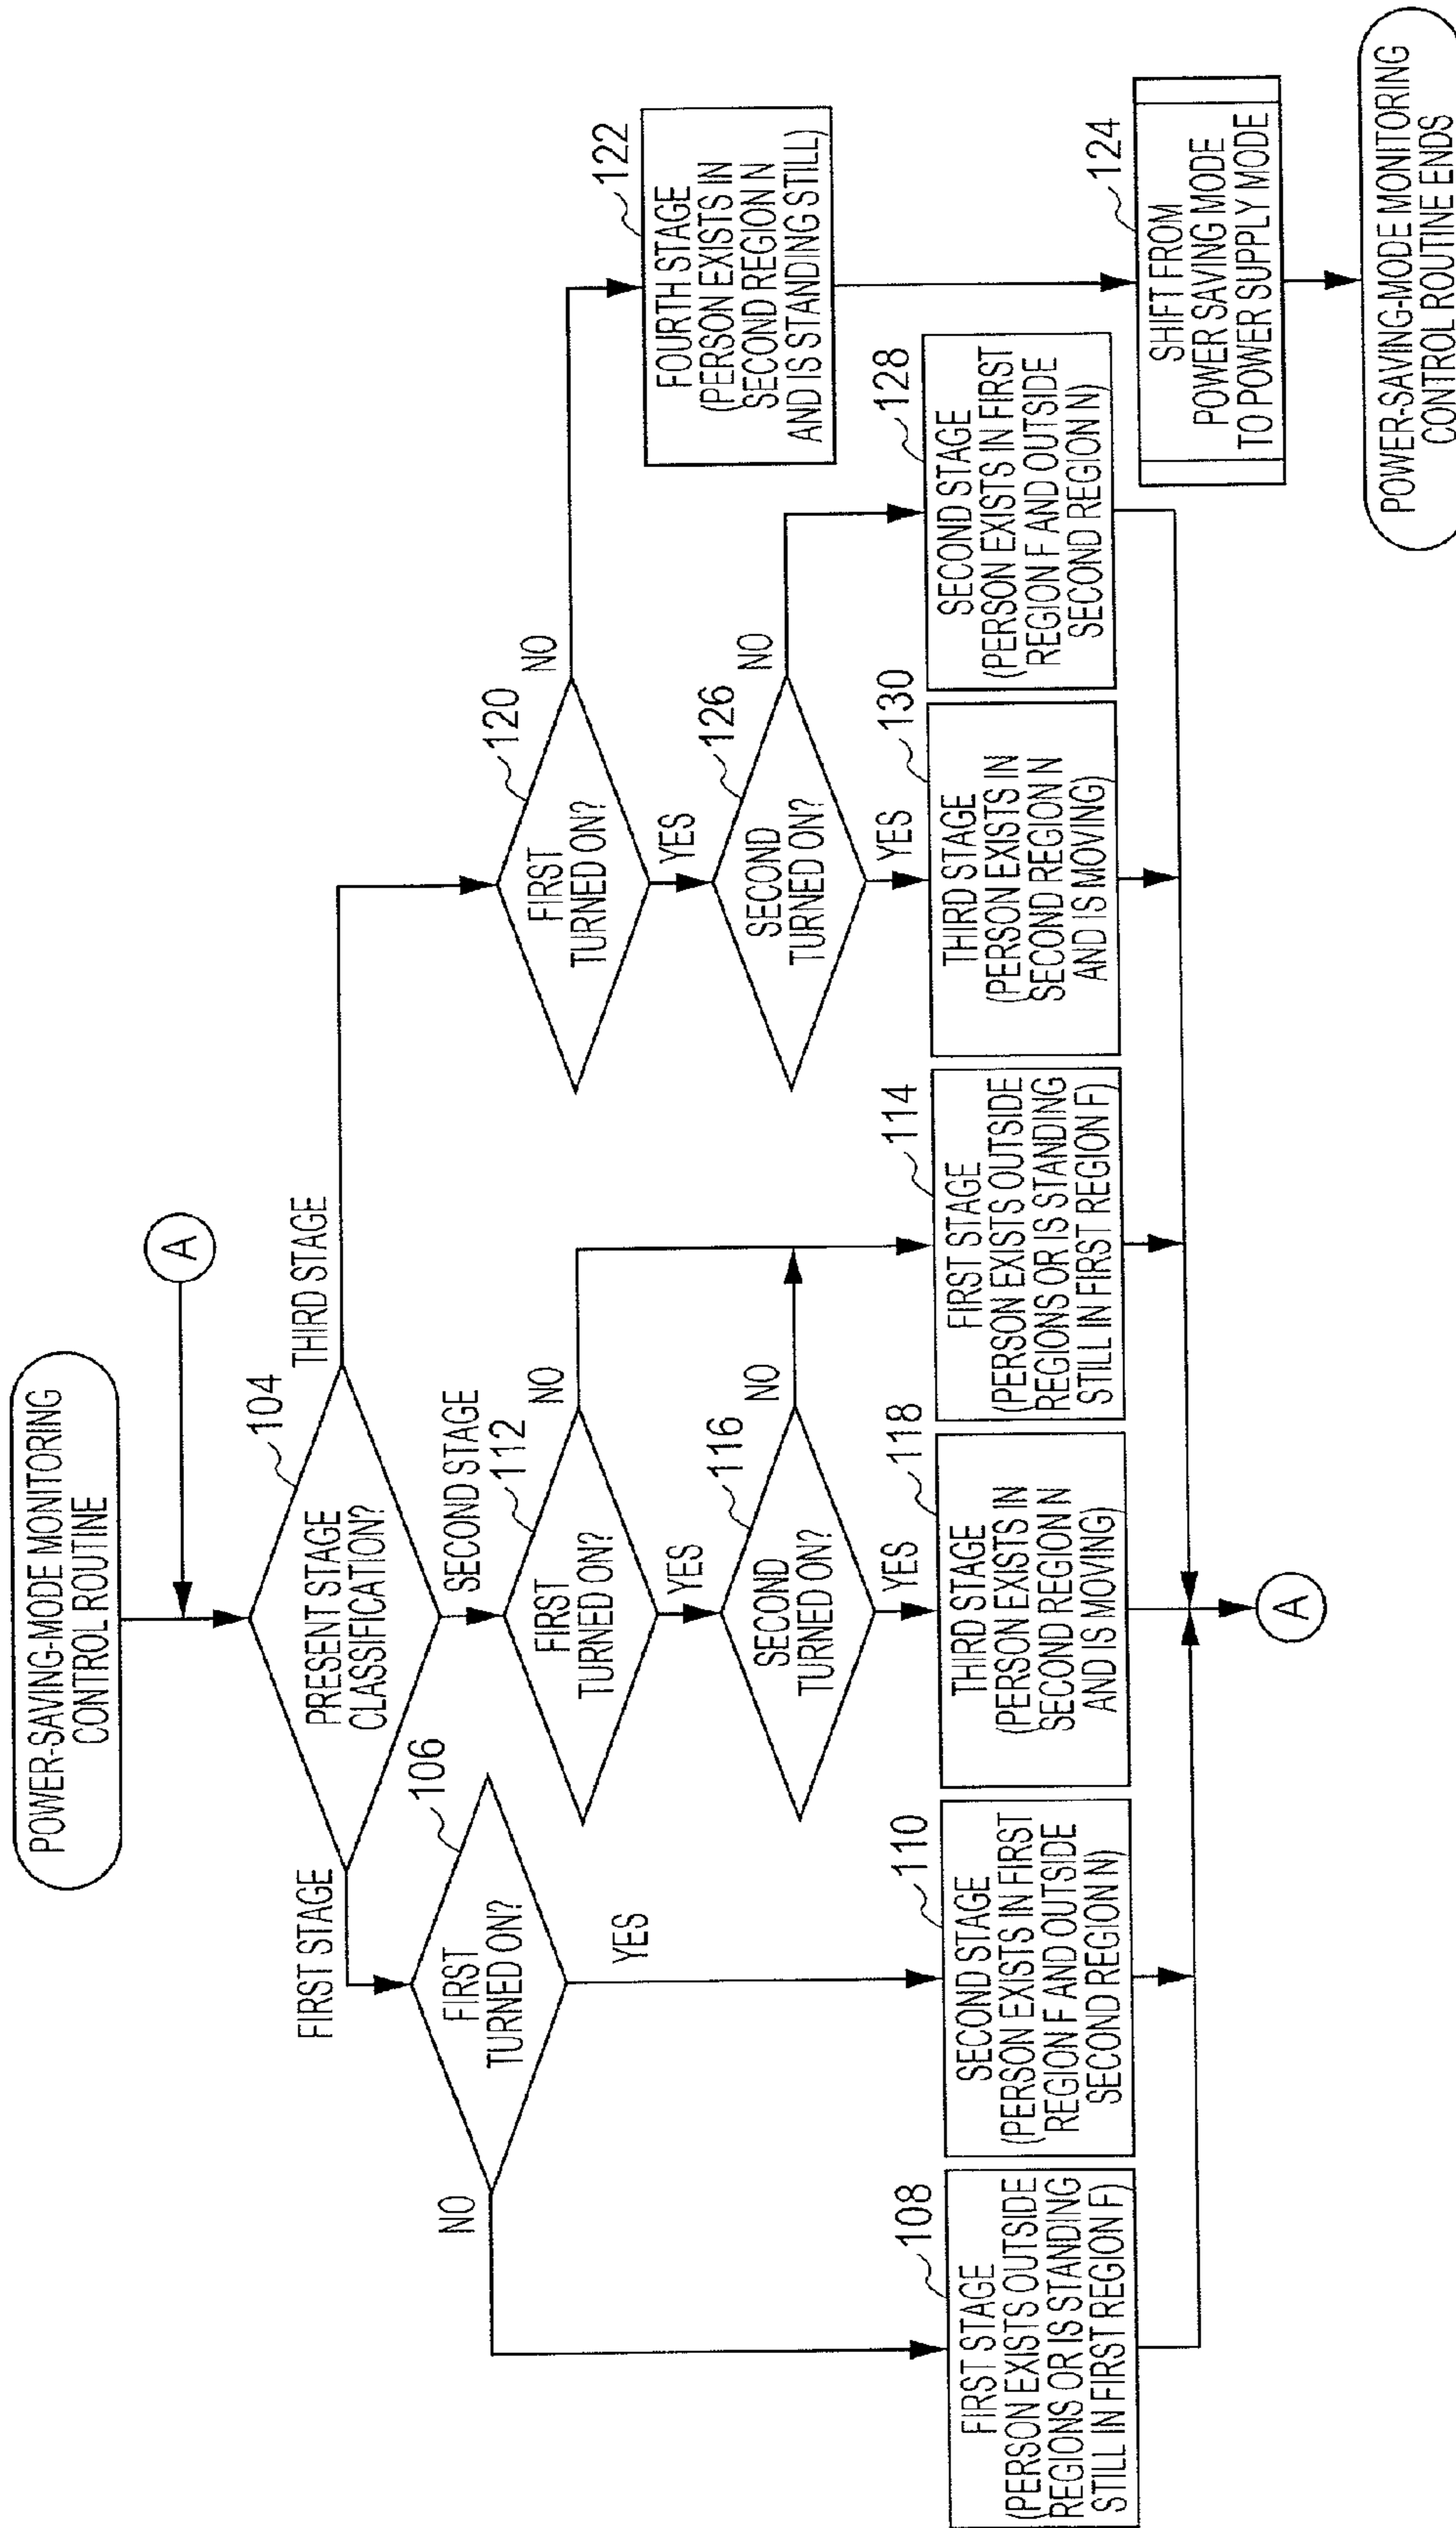 POWER-SAVING-MODE MONITORING
CONTROL ROUTINE
A
104
PRESENT STAGE
CLASSIFICATION?
FIRST STAGE
SECOND STAGE
THIRD STAGE
106
FIRST
TURNED ON?
NO
YES
112
FIRST
TURNED ON?
NO
YES
120
FIRST
TURNED ON?
NO
YES
116
SECOND
TURNED ON?
NO
YES
126
SECOND
TURNED ON?
NO
YES
122
FOURTH STAGE
(PERSON EXISTS IN
SECOND REGION N
AND IS STANDING STILL)
108
FIRST STAGE
(PERSON EXISTS OUTSIDE
REGIONS OR IS STANDING
STILL IN FIRST REGION F)
110
SECOND STAGE
(PERSON EXISTS IN FIRST
REGION F AND OUTSIDE
SECOND REGION N)
118
THIRD STAGE
(PERSON EXISTS IN
SECOND REGION N
AND IS MOVING)
114
FIRST STAGE
(PERSON EXISTS OUTSIDE
REGIONS OR IS STANDING
STILL IN FIRST REGION F)
130
THIRD STAGE
(PERSON EXISTS IN
SECOND REGION N
AND IS MOVING)
128
SECOND STAGE
(PERSON EXISTS IN FIRST
REGION F AND OUTSIDE
SECOND REGION N)
124
SHIFT FROM
POWER SAVING MODE
TO POWER SUPPLY MODE
A
POWER-SAVING-MODE MONITORING
CONTROL ROUTINE ENDS